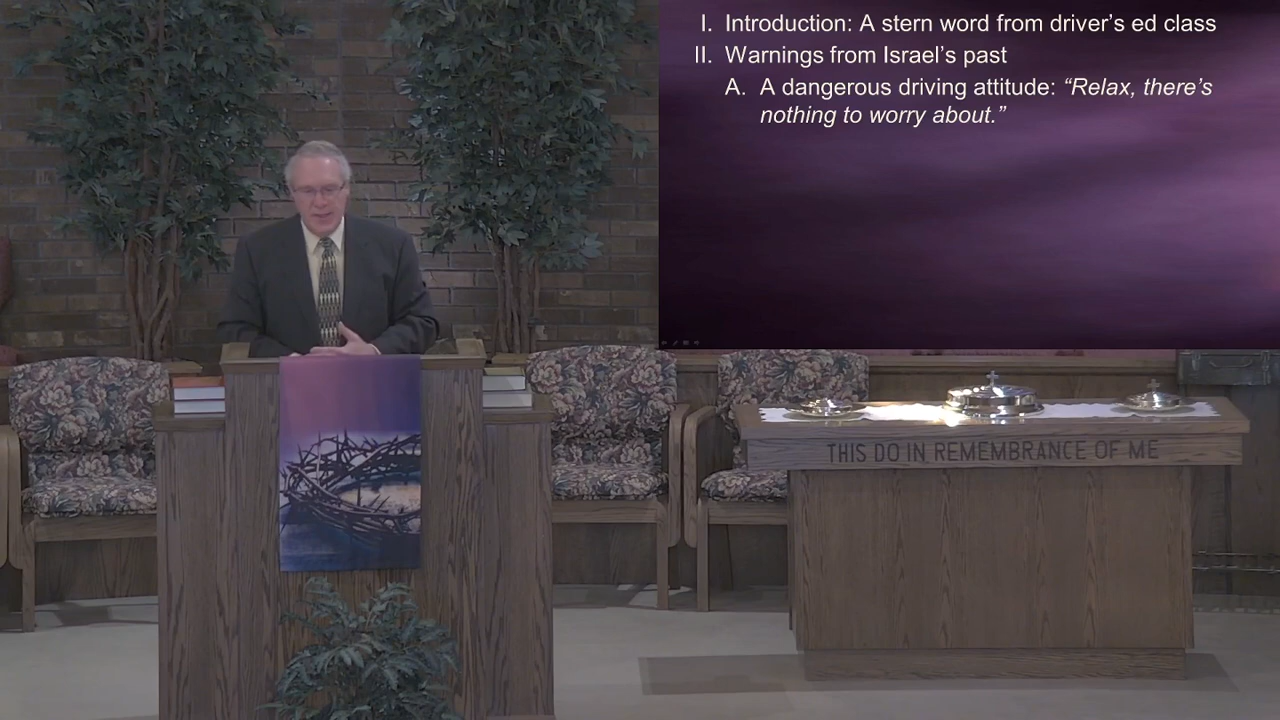 I. Introduction: A stern word from driver's ed class
II. Warnings from Israel's past
A. A dangerous driving attitude: “Relax, there's
nothing to worry about.”
THIS DO IN REMEMBRANCE OF ME